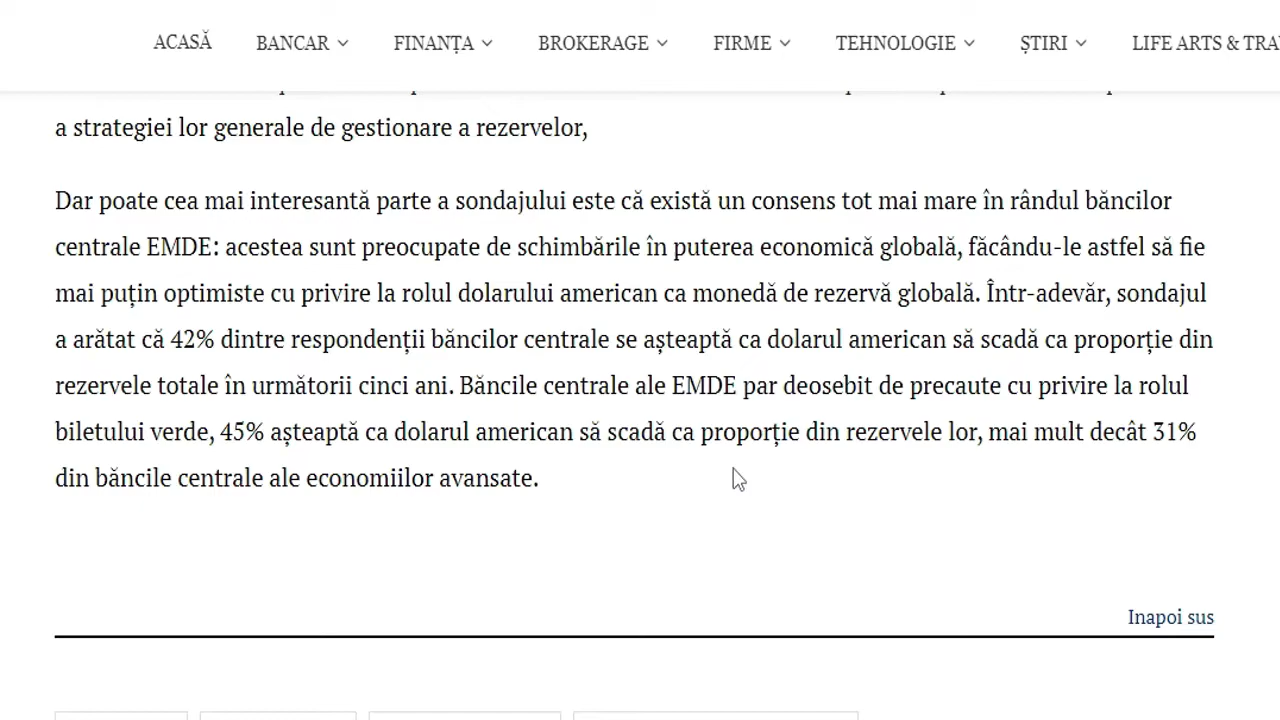 ACASĂ BANCAR FINANȚA BROKERAGE FIRME TEHNOLOGIE ȘTIRI LIFE ARTS & TRA
a strategiei lor generale de gestionare a rezervelor,
Dar poate cea mai interesantă parte a sondajului este că există un consens tot mai mare în rândul băncilor
centrale EMDE: acestea sunt preocupate de schimbările în puterea economică globală, făcându-le astfel să fie
mai puțin optimiste cu privire la rolul dolarului american ca monedă de rezervă globală. Într-adevăr, sondajul
a arătat că 42% dintre respondenții băncilor centrale se așteaptă ca dolarul american să scadă ca proporție din
rezervele totale în următorii cinci ani. Băncile centrale ale EMDE par deosebit de precaute cu privire la rolul
biletului verde, 45% așteaptă ca dolarul american să scadă ca proporție din rezervele lor, mai mult decât 31%
din băncile centrale ale economiilor avansate.
Inapoi sus